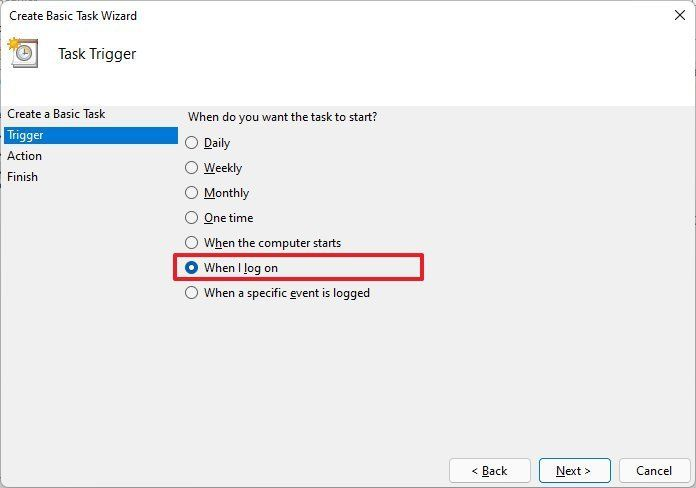 Create Basic Task Wizard
Task Trigger
Create a Basic Task
Trigger
Action
Finish
When do you want the task to start?
Daily
Weekly
Monthly
One time
When the computer starts
When I log on
When a specific event is logged
< Back
Next >
Cancel